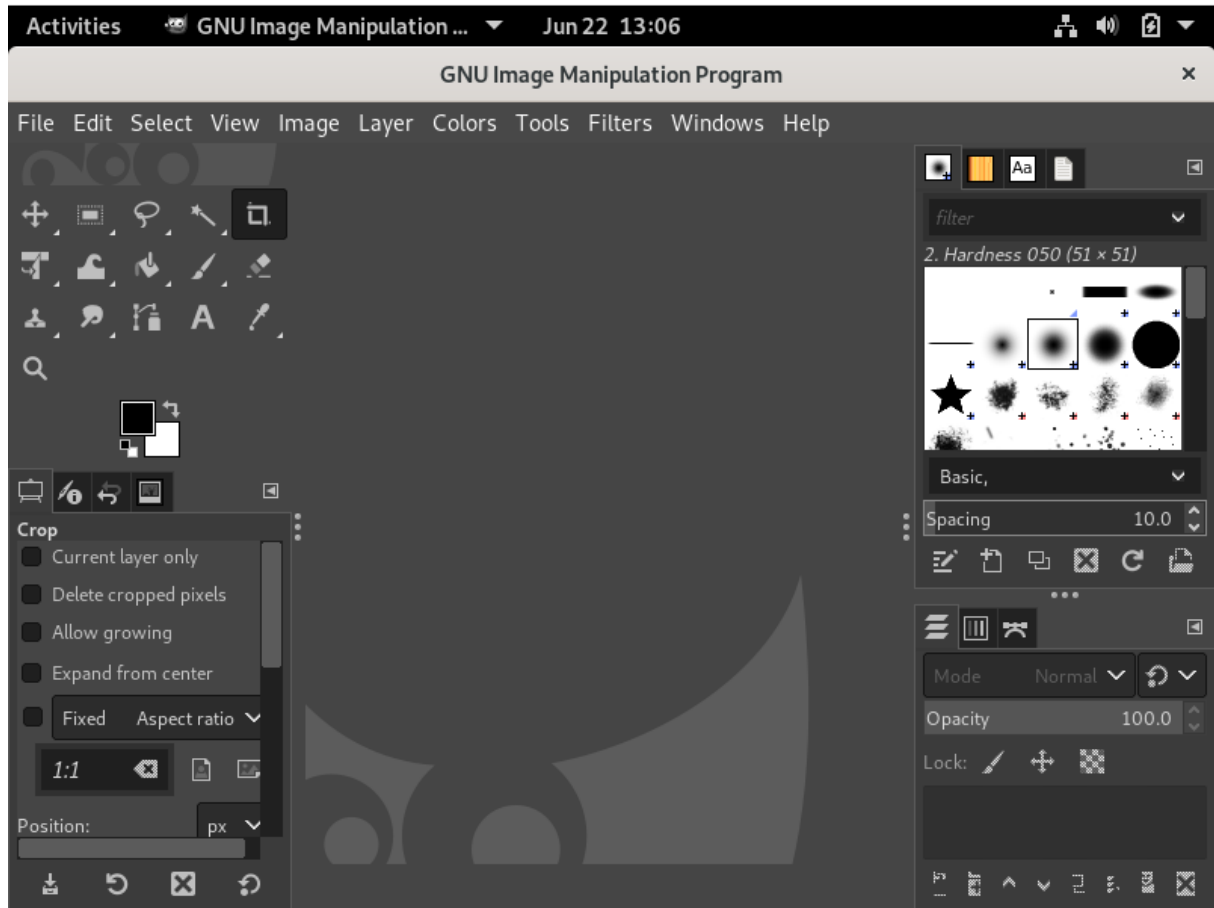 Activities GNU Image Manipulation ... Jun 22 13:06
GNU Image Manipulation Program
File Edit Select View Image Layer Colors Tools Filters Windows Help
Aa
filter
2. Hardness 050 (51 × 51)
Basic,
Spacing 10.0
Crop
Current layer only
Delete cropped pixels
Allow growing
Expand from center
Fixed Aspect ratio
1:1
Position: px
Mode Normal
Opacity 100.0
Lock: